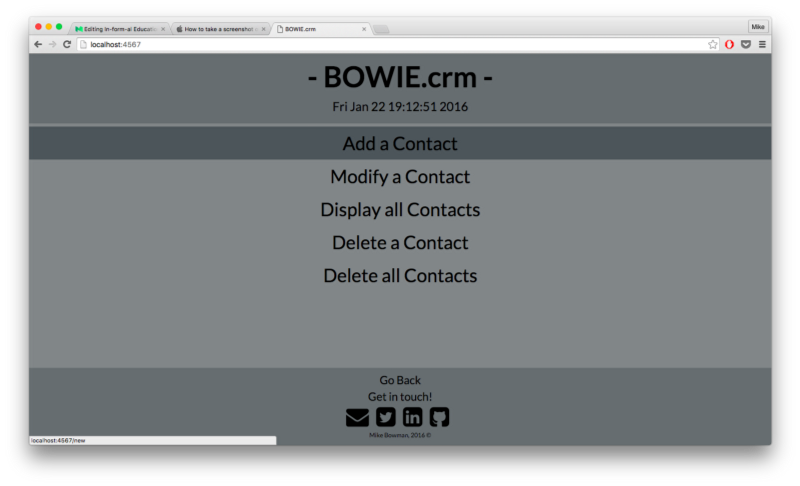 Editing In-form-al Educatio
How to take a screenshot o
BOWIE.crm
Mike
localhost:4567
- BOWIE.crm -
Fri Jan 22 19:12:51 2016
Add a Contact
Modify a Contact
Display all Contacts
Delete a Contact
Delete all Contacts
Go Back
Get in touch!
Mike Bowman, 2016 ©
localhost:4567/new